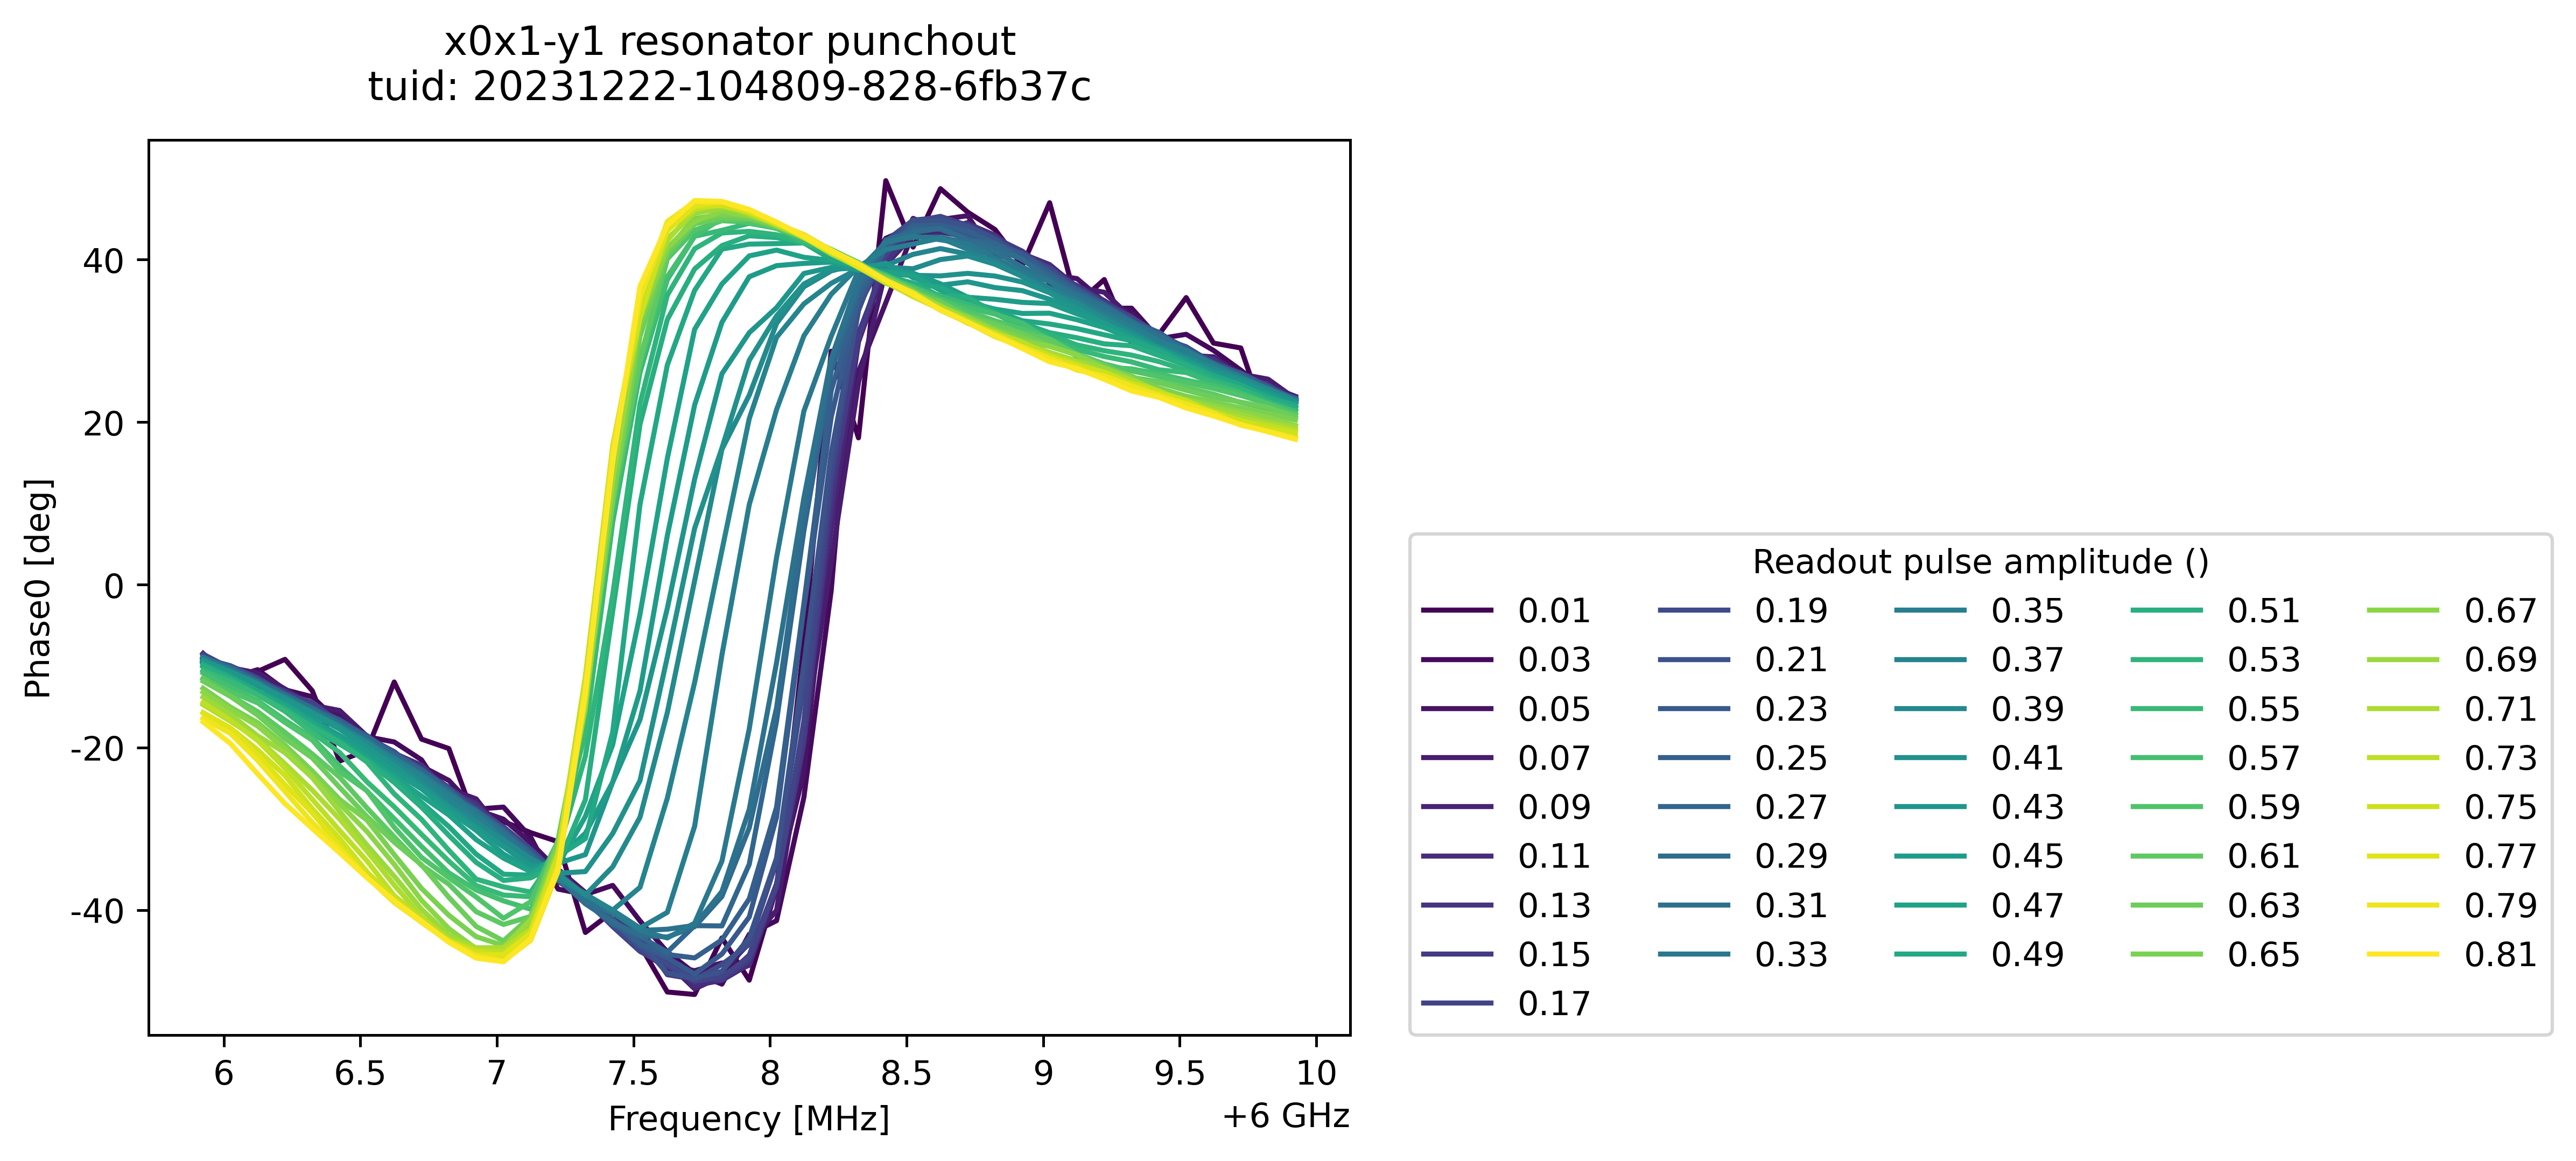 x0x1-y1 resonator punchout
tuid: 20231222-104809-828-6fb37c
Phase0 [deg]
40
20
0
-20
-40
6
6.5
7
7.5
8
8.5
9
9.5
10
Frequency [MHz]
+6 GHz
Readout pulse amplitude ()
0.01 0.19 0.35 0.51 0.67
0.03 0.21 0.37 0.53 0.69
0.05 0.23 0.39 0.55 0.71
0.07 0.25 0.41 0.57 0.73
0.09 0.27 0.43 0.59 0.75
0.11 0.29 0.45 0.61 0.77
0.13 0.31 0.47 0.63 0.79
0.15 0.33 0.49 0.65 0.81
0.17